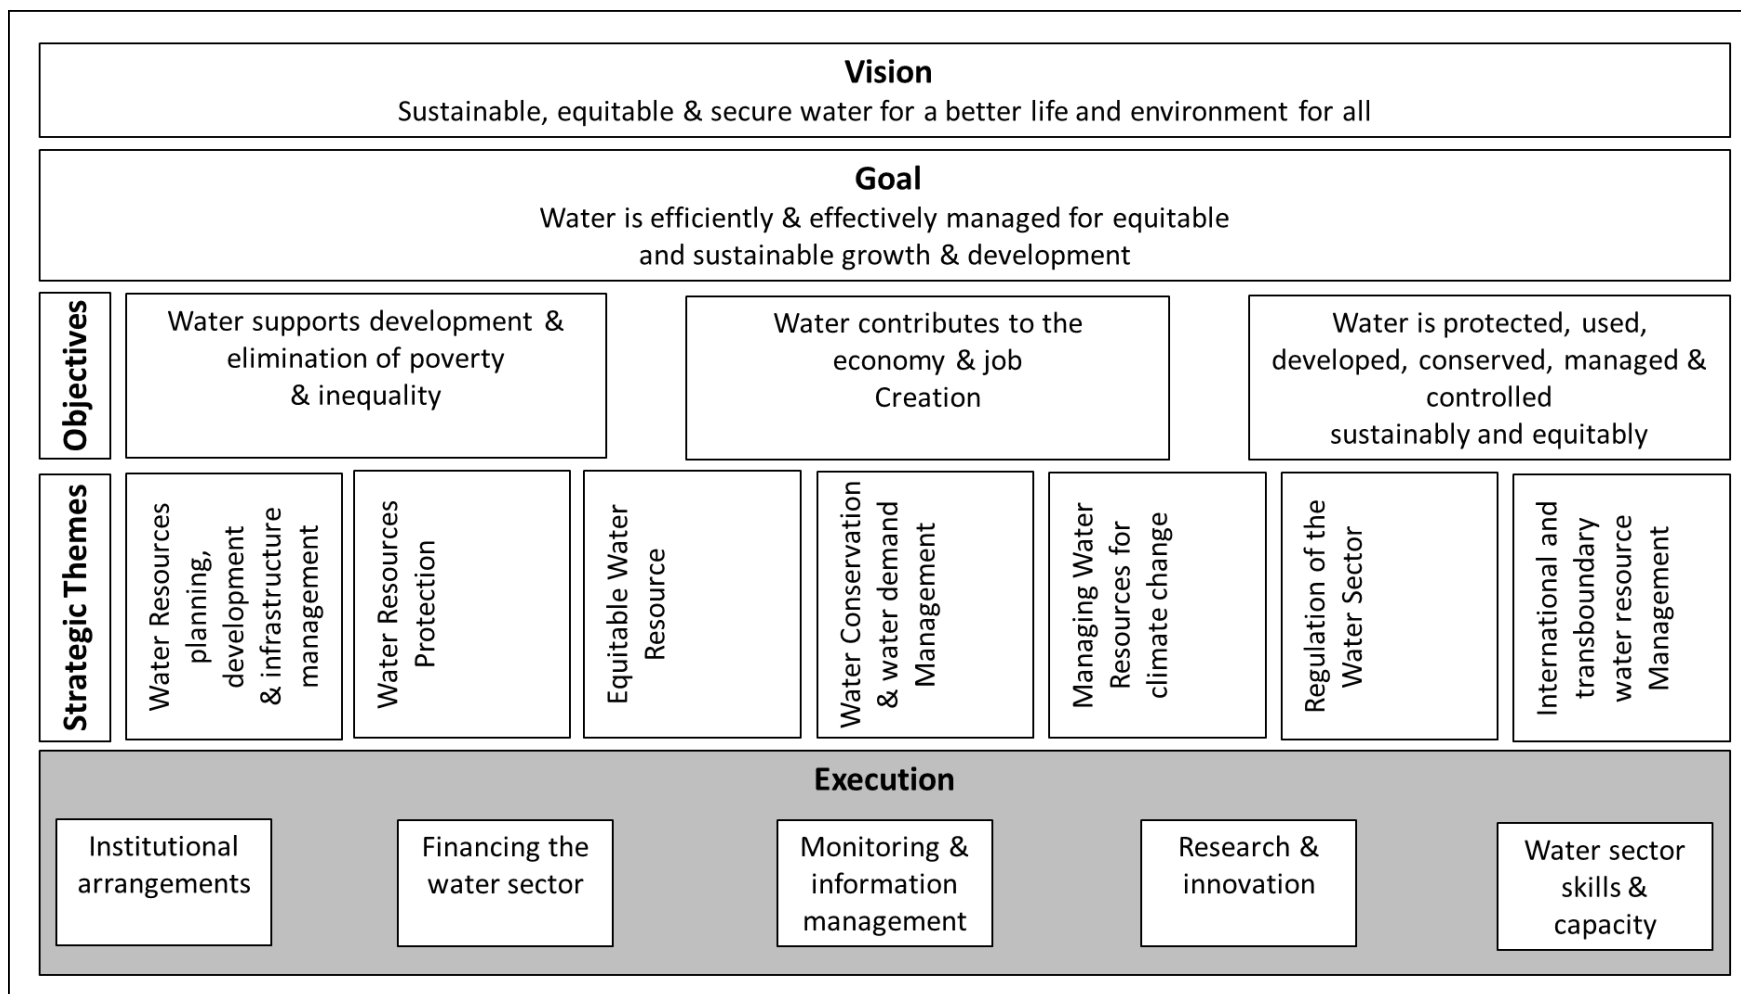 Vision
Sustainable, equitable & secure water for a better life and environment for all
Goal
Water is efficiently & effectively managed for equitable
and sustainable growth & development
Objectives
Water supports development &
elimination of poverty
& inequality
Water contributes to the
economy & job
Creation
Water is protected, used,
developed, conserved, managed &
controlled
sustainably and equitably
Strategic Themes
Water Resources
planning,
development
& infrastructure
management
Water Resources
Protection
Equitable Water
Resource
Water Conservation
& water demand
Management
Managing Water
Resources for
climate change
Regulation of the
Water Sector
International and
transboundary
water resource
Management
Execution
Institutional
arrangements
Financing the
water sector
Monitoring &
information
management
Research &
innovation
Water sector
skills &
capacity